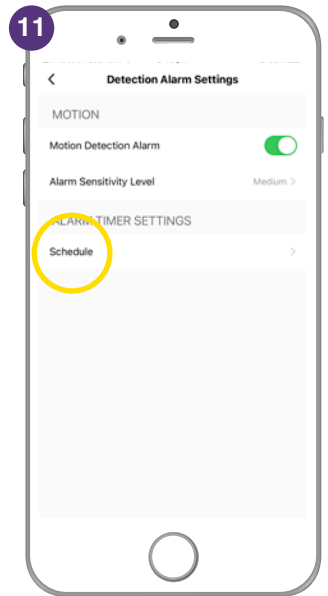 11
Detection Alarm Settings
MOTION
Motion Detection Alarm
Alarm Sensitivity Level Medium >
ALARM TIMER SETTINGS
Schedule >